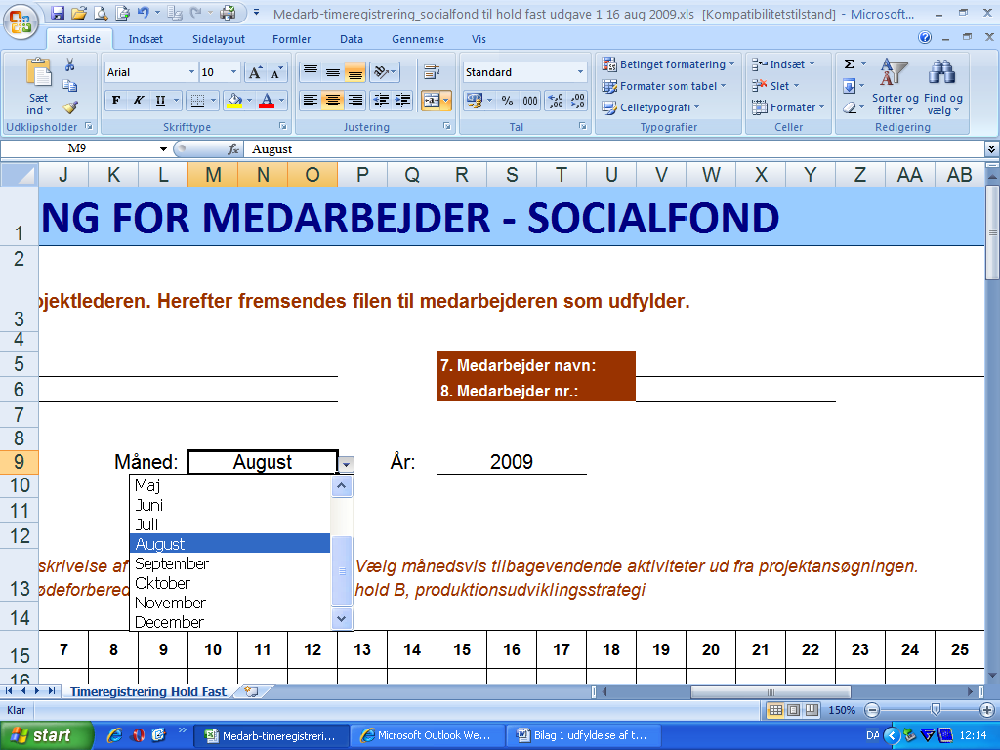 Medarb-timeregistrering_socialfond til hold fast udgave 1 16 aug 2009.xls [Kompatibilitetstilstand] - Microsoft...
Startside Indsæt Sidelayout Formler Data Gennemse Vis
Sæt ind
Arial 10
F K U
Standard
% 000
Betinget formatering
Formater som tabel
Celletypografi
Indsæt
Slet
Formater
Σ
Sorter og filtrer
Find og vælg
Udklipsholder Skrifttype Justering Tal Typografier Celler Redigering
M9 fx August
J K L M N O P Q R S T U V W X Y Z AA AB
1 NG FOR MEDARBEJDER - SOCIALFOND
2
3 ojektlederen. Herefter fremsendes filen til medarbejderen som udfylder.
4
5 7. Medarbejder navn:
6 8. Medarbejder nr.:
7
8
9 Måned: August År: 2009
10 Maj
Juni
11 Juli
12 August
September
skrivelse af Vælg månedsvis tilbagevendende aktiviteter ud fra projektansøgningen.
Oktober
13 ødeforbered hold B, produktionsudviklingsstrategi
November
14 December
15 7 8 9 10 11 12 13 14 15 16 17 18 19 20 21 22 23 24 25
16
Timeregistrering Hold Fast
Klar 150%
start Medarb-timeregistreri... Microsoft Outlook We... Bilag 1 udfyldelse af t... DA 12:14